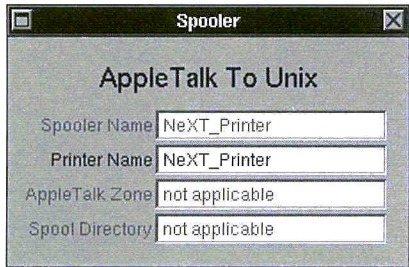 Spooler
AppleTalk To Unix
Spooler Name NeXT_Printer
Printer Name NeXT_Printer
AppleTalk Zone not applicable
Spool Directory not applicable